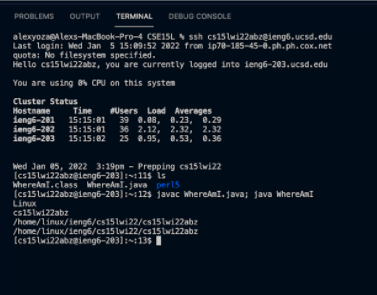 PROBLEMS OUTPUT TERMINAL DEBUG CONSOLE
alexyoza@Alexs-MacBook-Pro-4 CSE15L % ssh cs15lwi22abz@ieng6.ucsd.edu
Last login: Wed Jan 5 15:09:52 2022 from ip70-185-45-0.ph.ph.cox.net
quota: No filesystem specified.
Hello cs15lwi22abz, you are currently logged into ieng6-203.ucsd.edu
You are using 0% CPU on this system
Cluster Status
Hostname Time #Users Load Averages
ieng6-201 15:15:01 39 0.08, 0.23, 0.29
ieng6-202 15:15:01 36 2.12, 2.32, 2.32
ieng6-203 15:15:02 25 0.95, 0.53, 0.36
Wed Jan 05, 2022 3:19pm - Prepping cs15lwi22
[cs15lwi22abz@ieng6-203]:~:11$ ls
WhereAmI.class WhereAmI.java perl5
[cs15lwi22abz@ieng6-203]:~:12$ javac WhereAmI.java; java WhereAmI
Linux
cs15lwi22abz
/home/linux/ieng6/cs15lwi22/cs15lwi22abz
/home/linux/ieng6/cs15lwi22/cs15lwi22abz
[cs15lwi22abz@ieng6-203]:~:13$